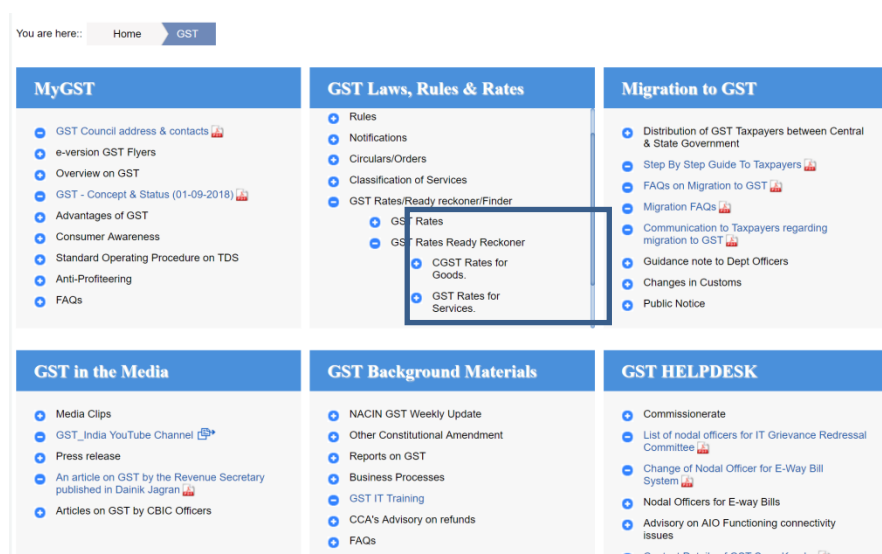 You are here:: Home GST
MyGST
GST Council address & contacts
e-version GST Flyers
Overview on GST
GST - Concept & Status (01-09-2018)
Advantages of GST
Consumer Awareness
Standard Operating Procedure on TDS
Anti-Profiteering
FAQs
GST Laws, Rules & Rates
Rules
Notifications
Circulars/Orders
Classification of Services
GST Rates/Ready reckoner/Finder
GST Rates
GST Rates Ready Reckoner
CGST Rates for
Goods.
GST Rates for
Services.
Migration to GST
Distribution of GST Taxpayers between Central
& State Government
Step By Step Guide To Taxpayers
FAQs on Migration to GST
Migration FAQs
Communication to Taxpayers regarding
migration to GST
Guidance note to Dept Officers
Changes in Customs
Public Notice
GST in the Media
Media Clips
GST_India YouTube Channel
Press release
An article on GST by the Revenue Secretary
published in Dainik Jagran
Articles on GST by CBIC Officers
GST Background Materials
NACIN GST Weekly Update
Other Constitutional Amendment
Reports on GST
Business Processes
GST IT Training
CCA's Advisory on refunds
FAQs
GST HELPDESK
Commissionerate
List of nodal officers for IT Grievance Redressal
Committee
Change of Nodal Officer for E-Way Bill
System
Nodal Officers for E-way Bills
Advisory on AIO Functioning connectivity
issues